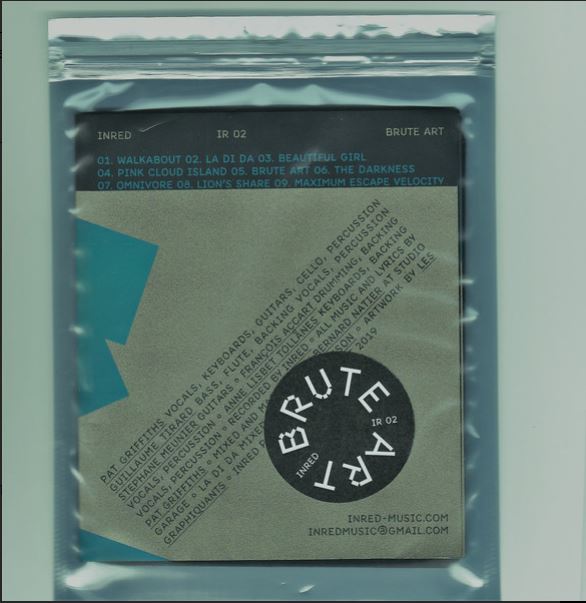 INRED IR 02 BRUTE ART
01. WALKABOUT 02. LA DI DA 03. BEAUTIFUL GIRL
04. PINK CLOUD ISLAND 05. BRUTE ART 06. THE DARKNESS
07. OMNIVORE 08. LION'S SHARE 09. MAXIMUM ESCAPE VELOCITY
PAT GRIFFITHS VOCALS, KEYBOARDS, GUITARS, CELLO, PERCUSSION
GUILLAUME TIRARD BASS, FLUTE, BACKING VOCALS, PERCUSSION
STEPHANE MEUNIER GUITARS ° FRANÇOIS ACCART DRUMMING, BACKING
VOCALS, PERCUSSION ° ANNE LISBET TOLLÅNES KEYBOARDS, BACKING
VOCALS, PERCUSSION ° RECORDED BY INRED ° ALL MUSIC AND LYRICS BY
PAT GRIFFITHS ° MIXED AND BERNARD NATIER AT STUDIO
GARAGE ° LA DI DA MIXED ° ARTWORK BY LES
GRAPHIQUANTS ° INRED 2019
BRUTE ART
IR 02
INRED
INRED-MUSIC.COM
INREDMUSIC@GMAIL.COM